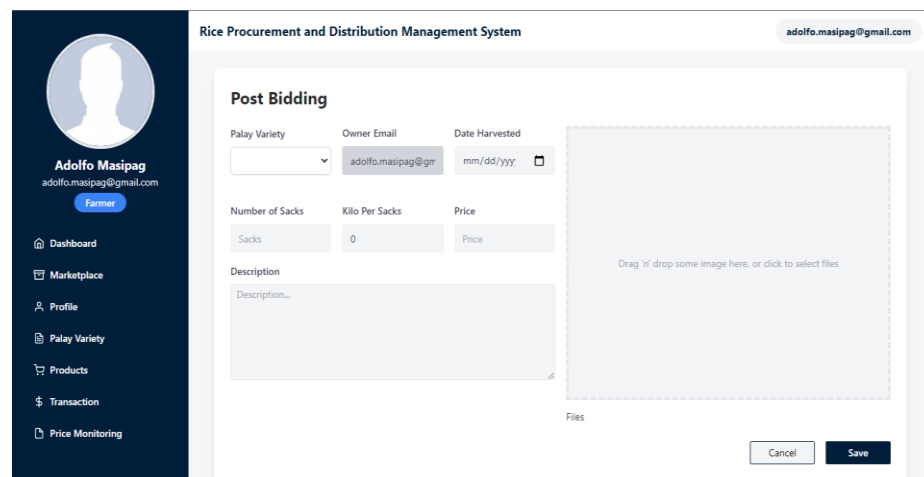 Rice Procurement and Distribution Management System
adolfo.masipag@gmail.com
Adolfo Masipag
adolfo.masipag@gmail.com
Farmer
Dashboard
Marketplace
Profile
Palay Variety
Products
Transaction
Price Monitoring
Post Bidding
Palay Variety Owner Email Date Harvested
adolfo.masipag@gm mm/dd/yyy
Number of Sacks Kilo Per Sacks Price
Sacks 0 Price
Description
Description...
Drag 'n' drop some image here, or click to select files
Files
Cancel Save